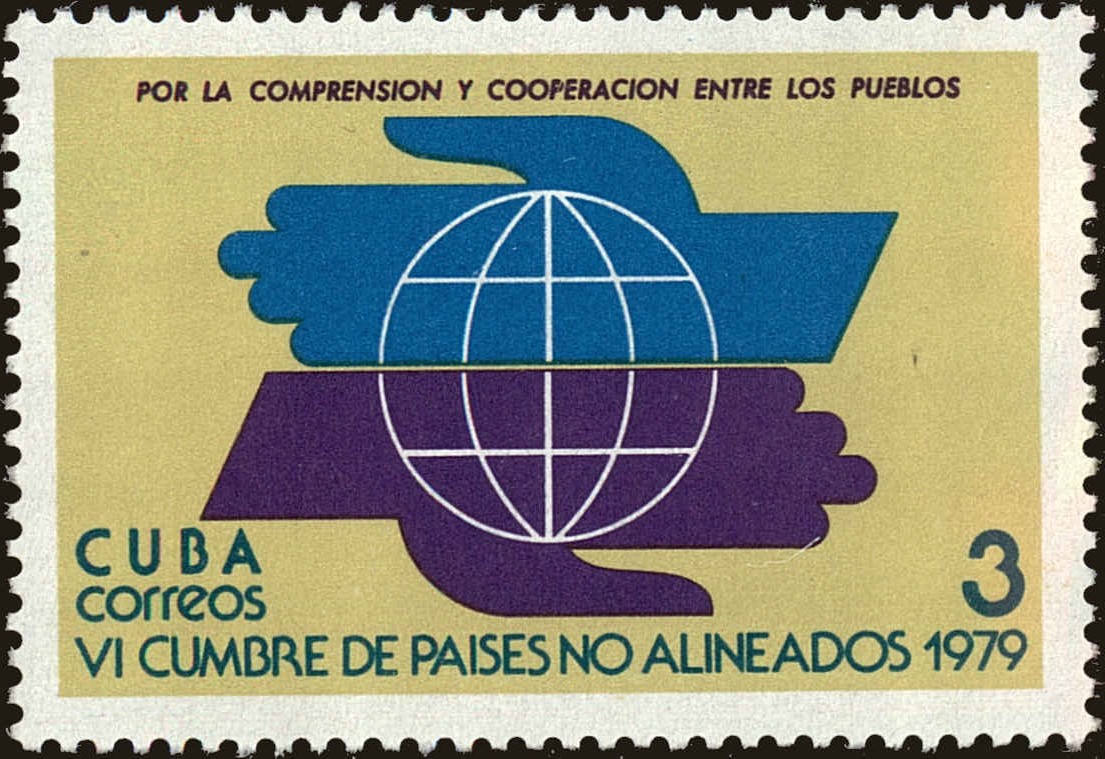 POR LA COMPRENSION Y COOPERACION ENTRE LOS PUEBLOS
CUBA
correos
3
VI CUMBRE DE PAISES NO ALINEADOS 1979